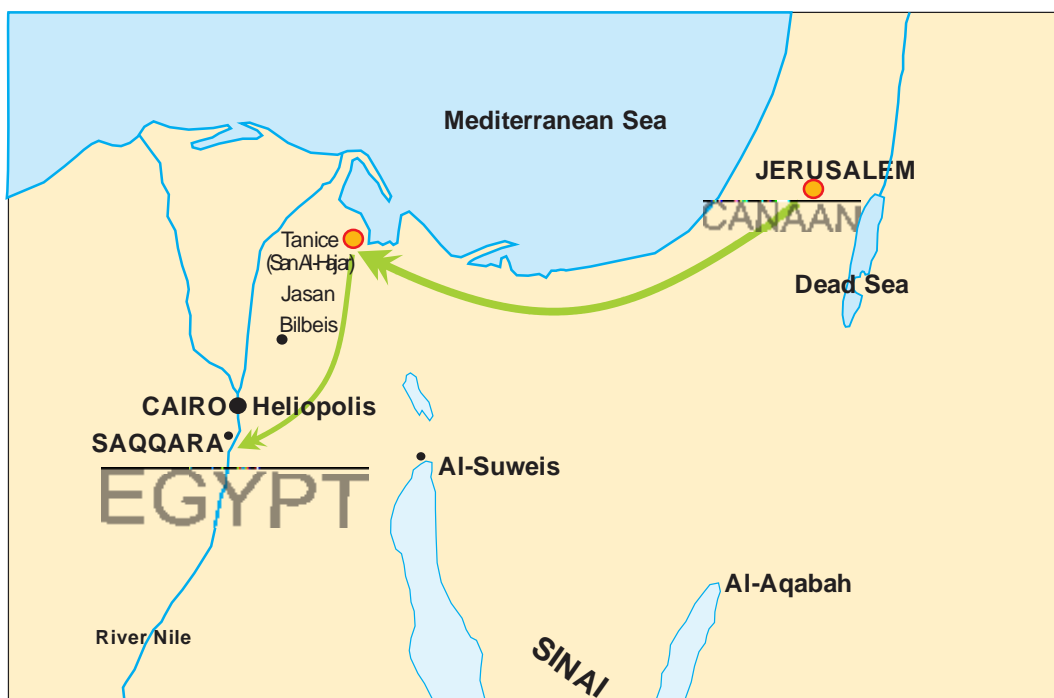 Mediterranean Sea
JERUSALEM
CANAAN
Tanice
(San Al-Hajar)
Jasan
Bilbeis
Dead Sea
CAIRO Heliopolis
SAQQARA
EGYPT
Al-Suweis
Al-Aqabah
River Nile
SINAI